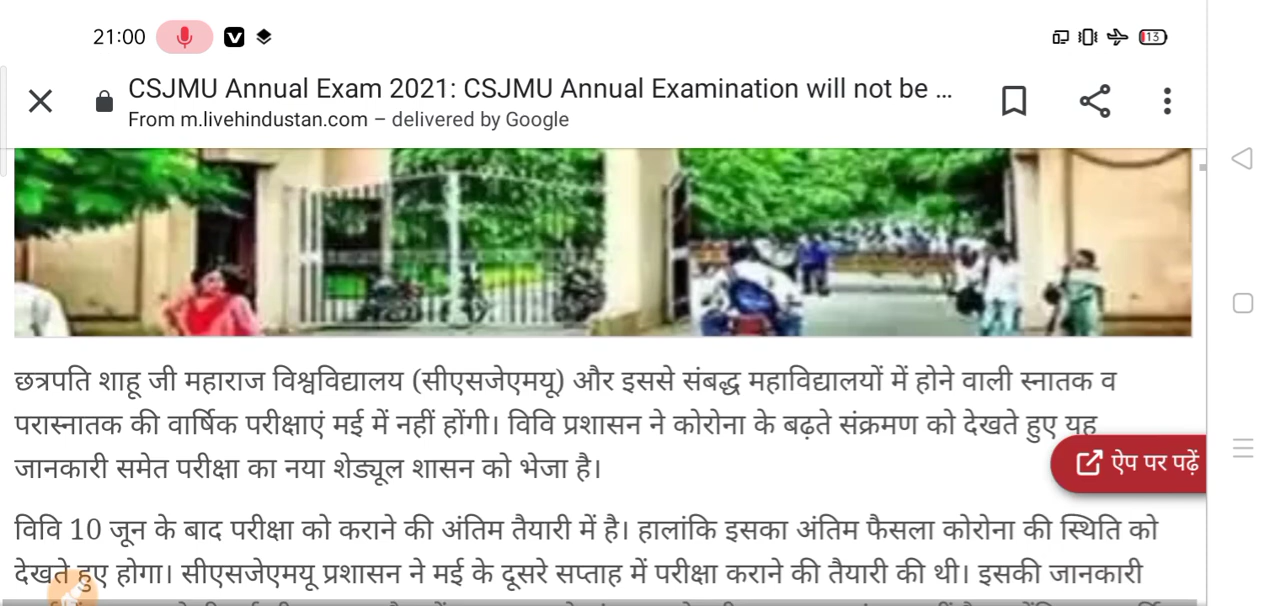 21:00
13
CSJMU Annual Exam 2021: CSJMU Annual Examination will not be ...
From m.livehindustan.com – delivered by Google
छत्रपति शाहू जी महाराज विश्वविद्यालय (सीएसजेएमयू) और इससे संबद्ध महाविद्यालयों में होने वाली स्नातक व
परास्नातक की वार्षिक परीक्षाएं मई में नहीं होंगी। विवि प्रशासन ने कोरोना के बढ़ते संक्रमण को देखते हुए यह
जानकारी समेत परीक्षा का नया शेड्यूल शासन को भेजा है।
ऐप पर पढ़ें
विवि 10 जून के बाद परीक्षा को कराने की अंतिम तैयारी में है। हालांकि इसका अंतिम फैसला कोरोना की स्थिति को
देखते हुए होगा। सीएसजेएमयू प्रशासन ने मई के दूसरे सप्ताह में परीक्षा कराने की तैयारी की थी। इसकी जानकारी